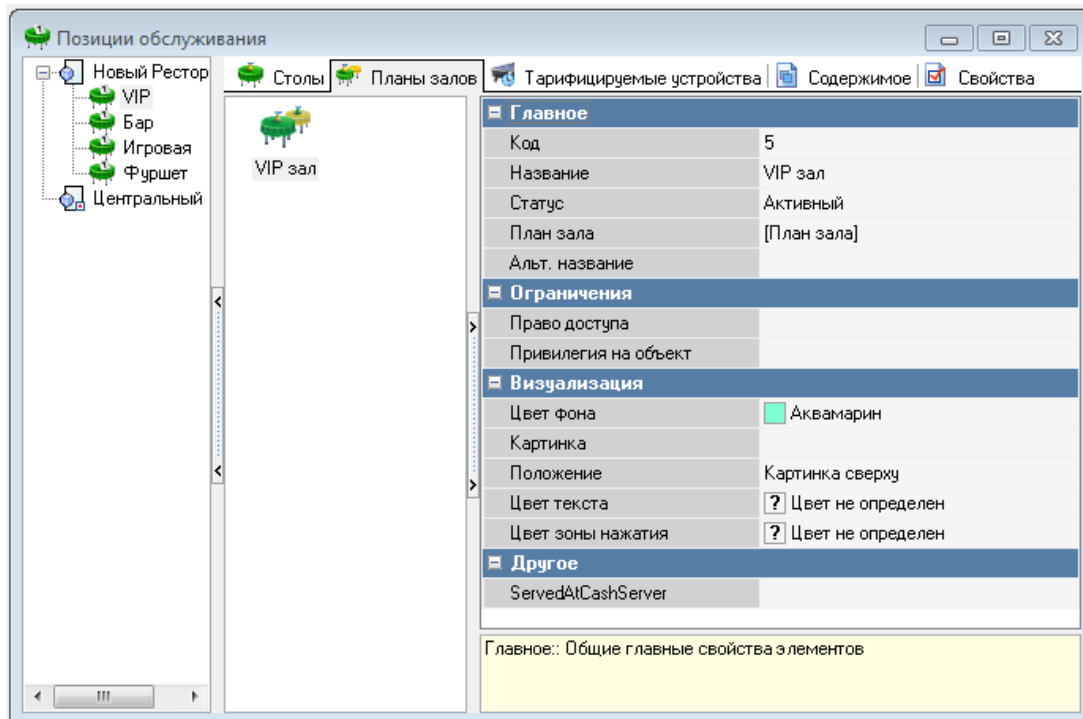 Позиции обслуживания
Новый Рестор
VIP
Бар
Игровая
Фуршет
Центральный
Столы Планы залов Тарифицируемые устройства Содержимое Свойства
VIP зал
Главное
Код 5
Название VIP зал
Статус Активный
План зала [План зала]
Альт. название
Ограничения
Право доступа
Привилегия на объект
Визуализация
Цвет фона Аквамарин
Картинка
Положение Картинка сверху
Цвет текста ? Цвет не определен
Цвет зоны нажатия ? Цвет не определен
Другое
ServedAtCashServer
Главное:: Общие главные свойства элементов